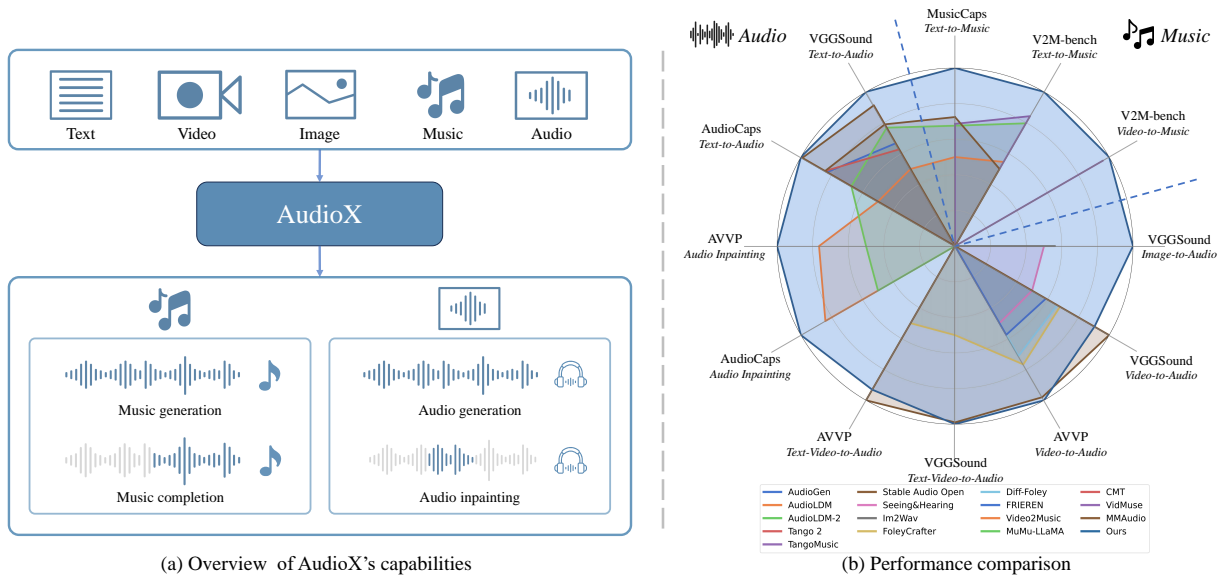 Text
Video
Image
Music
Audio
AudioX
Music generation
Music completion
Audio generation
Audio inpainting
(a) Overview of AudioX's capabilities
Audio
Music
MusicCaps
Text-to-Music
V2M-bench
Text-to-Music
V2M-bench
Video-to-Music
VGGSound
Image-to-Audio
VGGSound
Video-to-Audio
AVVP
Video-to-Audio
VGGSound
Text-Video-to-Audio
AVVP
Text-Video-to-Audio
AudioCaps
Audio Inpainting
AVVP
Audio Inpainting
AudioCaps
Text-to-Audio
VGGSound
Text-to-Audio
AudioGen
AudioLDM
AudioLDM-2
Tango 2
TangoMusic
Stable Audio Open
Seeing&Hearing
Im2Wav
FoleyCrafter
Diff-Foley
FRIEREN
Video2Music
MuMu-LLaMA
CMT
VidMuse
MMAudio
Ours
(b) Performance comparison